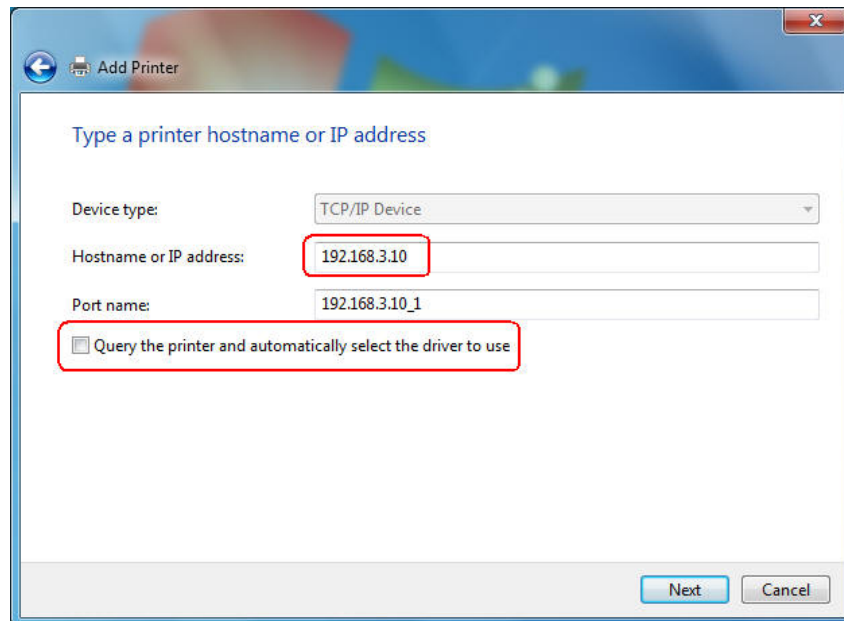 Add Printer
Type a printer hostname or IP address
Device type: TCP/IP Device
Hostname or IP address: 192.168.3.10
Port name: 192.168.3.10_1
Query the printer and automatically select the driver to use
Next Cancel